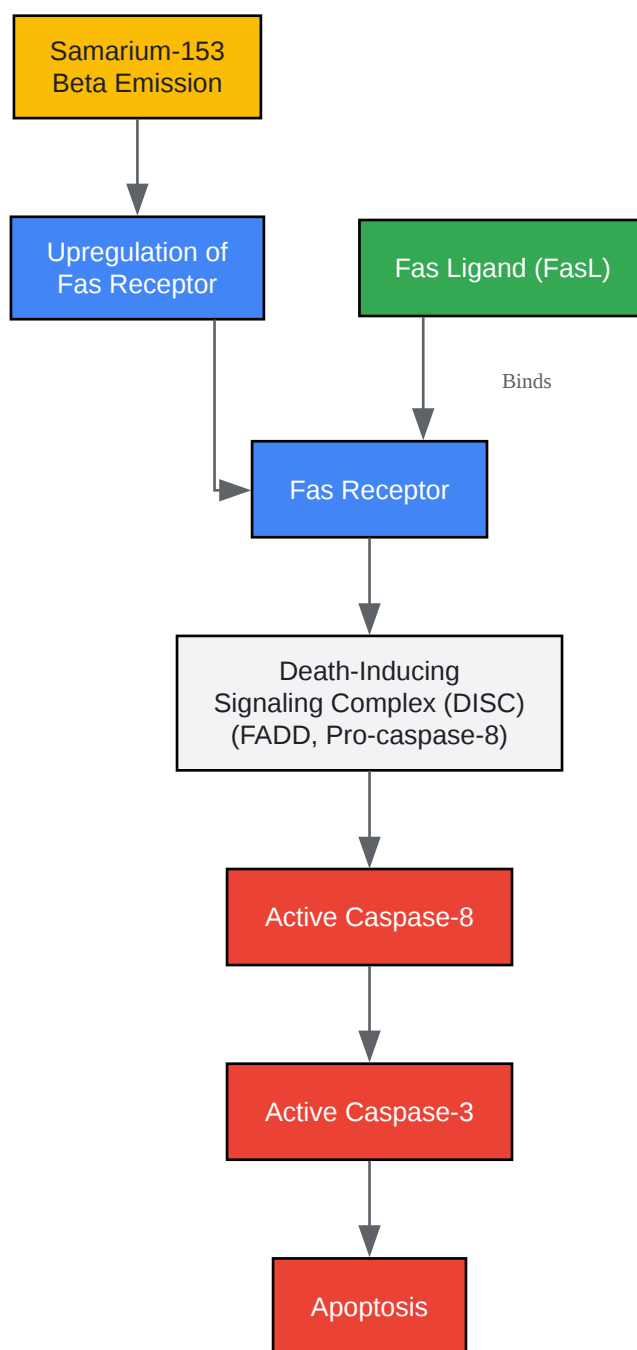 Samarium-153
Beta Emission
Upregulation of
Fas Receptor
Fas Ligand (FasL)
Binds
Fas Receptor
Death-Inducing
Signaling Complex (DISC)
(FADD, Pro-caspase-8)
Active Caspase-8
Active Caspase-3
Apoptosis